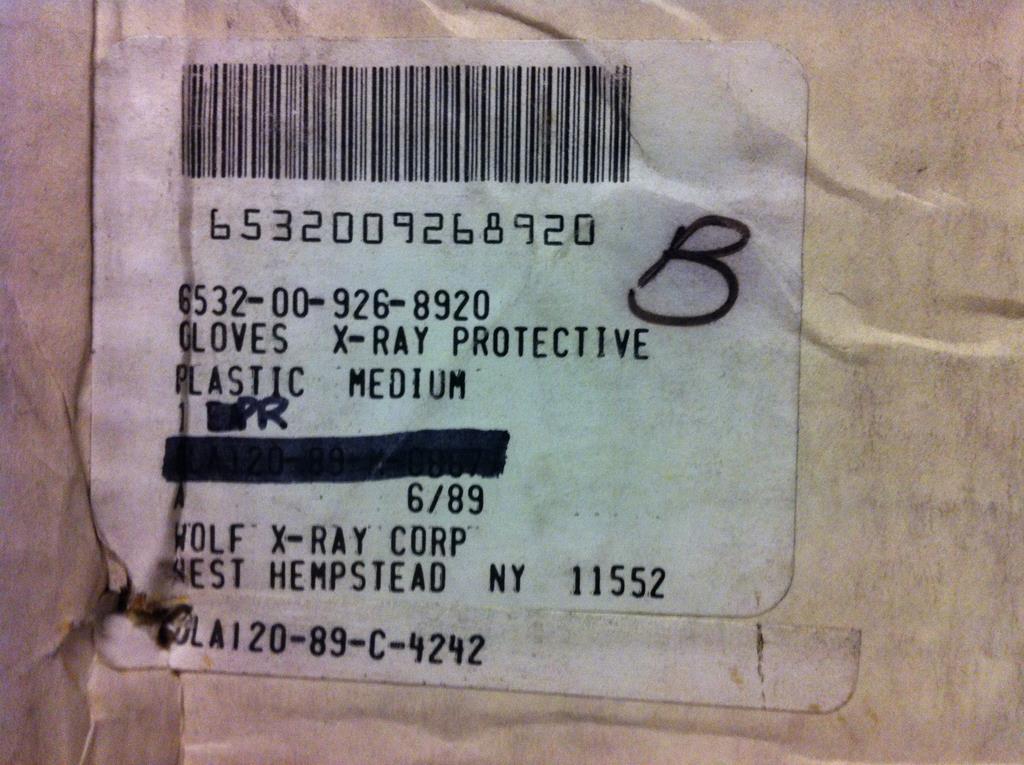 6532009268920
B
6532-00-926-8920
GLOVES X-RAY PROTECTIVE
PLASTIC MEDIUM
1 PR
A 6/89
WOLF X-RAY CORP
WEST HEMPSTEAD NY 11552
DLA120-89-C-4242